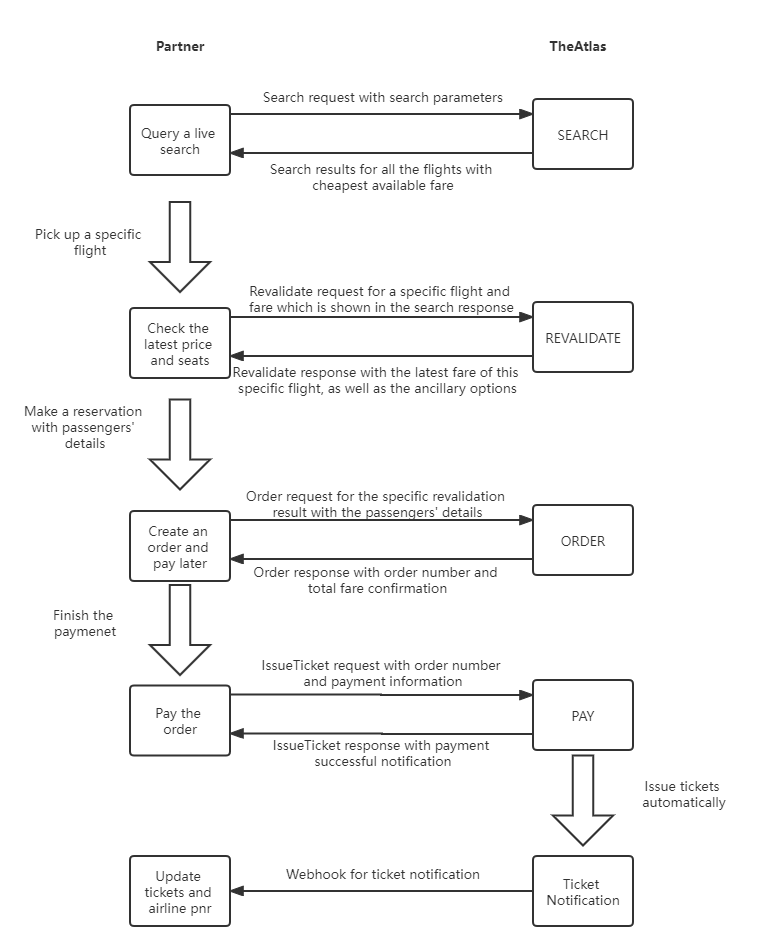 Partner
TheAtlas
Search request with search parameters
Query a live
search
SEARCH
Search results for all the flights with
cheapest available fare
Pick up a specific
flight
Revalidate request for a specific flight and
fare which is shown in the search response
Check the
latest price
and seats
REVALIDATE
Revalidate response with the latest fare of this
specific flight, as well as the ancillary options
Make a reservation
with passengers'
details
Order request for the specific revalidation
result with the passengers' details
Create an
order and
pay later
ORDER
Order response with order number and
total fare confirmation
Finish the
paymenet
IssueTicket request with order number
and payment information
Pay the
order
PAY
IssueTicket response with payment
successful notification
Issue tickets
automatically
Webhook for ticket notification
Update
tickets and
airline pnr
Ticket
Notification